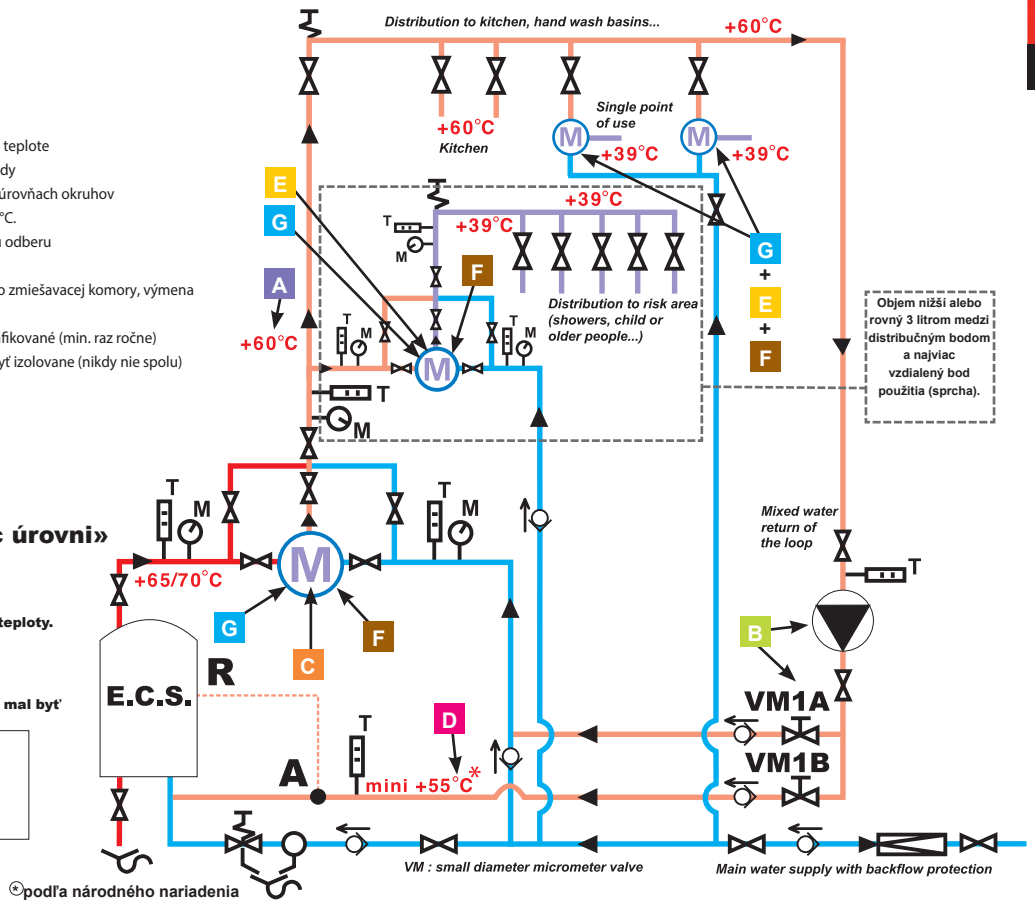 Distribution to kitchen, hand wash basins...
+60°C
teplote
dy
úrovňach okruhov
°C.
odberu
o zmiešavacej komory, výmena
fikované (min. raz ročne)
yť izolovane (nikdy nie spolu)
+60°C
Kitchen
Single point
of use
M
M
+39°C
+39°C
E
G
A
+60°C
+39°C
+39°C
T
M
F
Distribution to risk area
(showers, child or
older people...)
T
M
T
M
M
T
M
G
+
E
+
F
Objem nižší alebo
rovný 3 litrom medzi
distribučným bodom
a najviac
vzdialený bod
použitia (sprcha).
úrovni»
T
M
T
M
+65/70°C
M
G
C
F
Mixed water
return of
the loop
T
B
teploty.
mal byť
E.C.S.
R
A
T
D
mini +55°C*
VM1A
VM1B
VM : small diameter micrometer valve
Main water supply with backflow protection
*podľa národného nariadenia